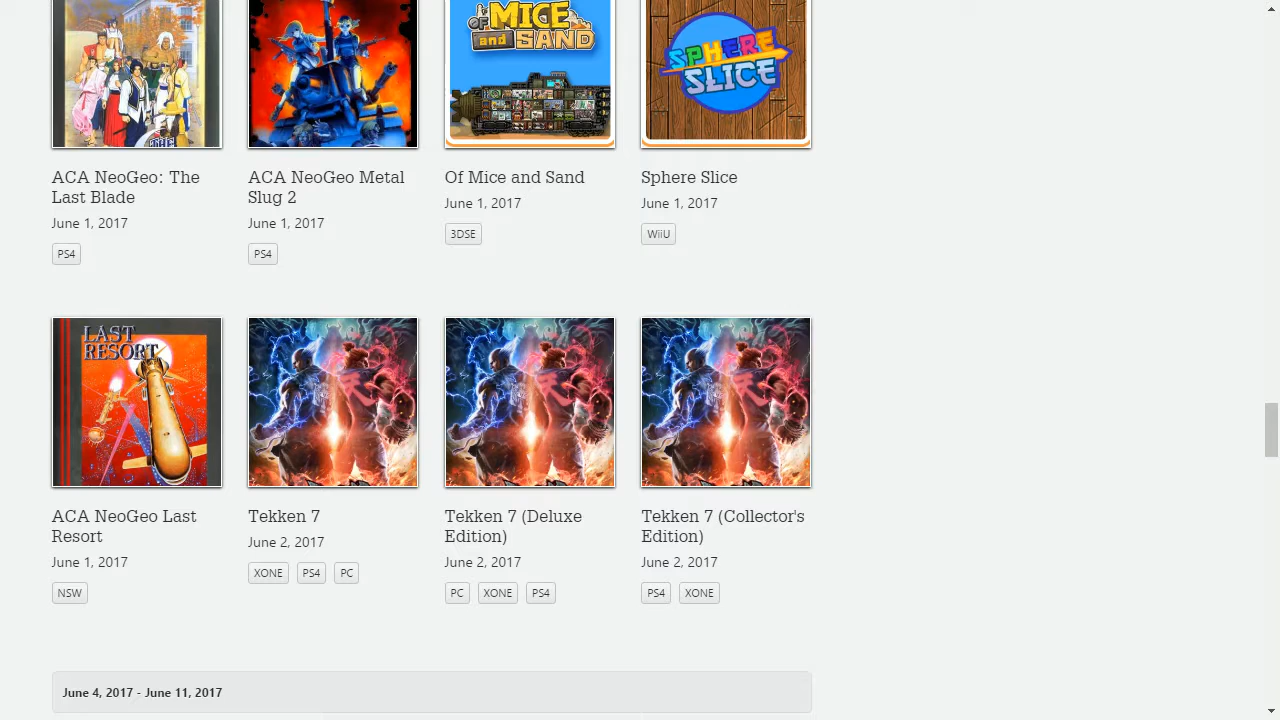 OF MICE
and SAND
SPHERE
SLICE
ACA NeoGeo: The
Last Blade
June 1, 2017
PS4
ACA NeoGeo Metal
Slug 2
June 1, 2017
PS4
Of Mice and Sand
June 1, 2017
3DSE
Sphere Slice
June 1, 2017
WiiU
LAST
RESORT
ACA NeoGeo Last
Resort
June 1, 2017
NSW
Tekken 7
June 2, 2017
XONE PS4 PC
Tekken 7 (Deluxe
Edition)
June 2, 2017
PC XONE PS4
Tekken 7 (Collector's
Edition)
June 2, 2017
PS4 XONE
June 4, 2017 - June 11, 2017